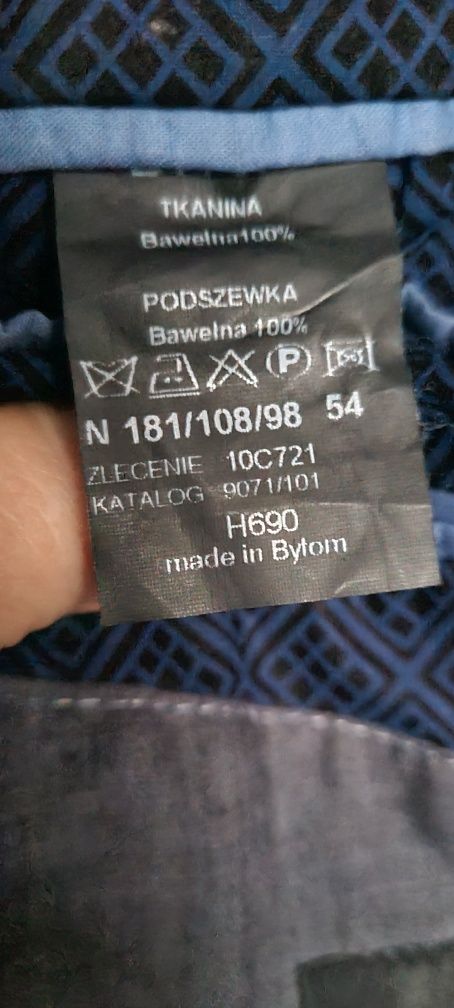 TKANINA
Bawełna100%
PODSZEWKA
Bawełna 100%
P
N 181/108/98 54
ZLECENIE 10C721
KATALOG 9071/101
H690
made in Bytom